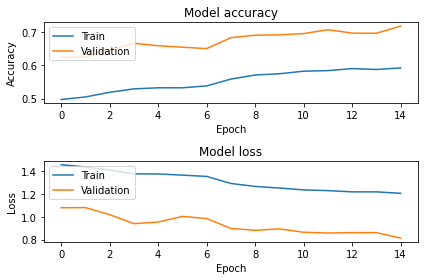 Model accuracy
0.7
0.6
0.5
Accuracy
Train
Validation
0 2 4 6 8 10 12 14
Epoch
Model loss
1.4
1.2
1.0
0.8
Loss
Train
Validation
0 2 4 6 8 10 12 14
Epoch